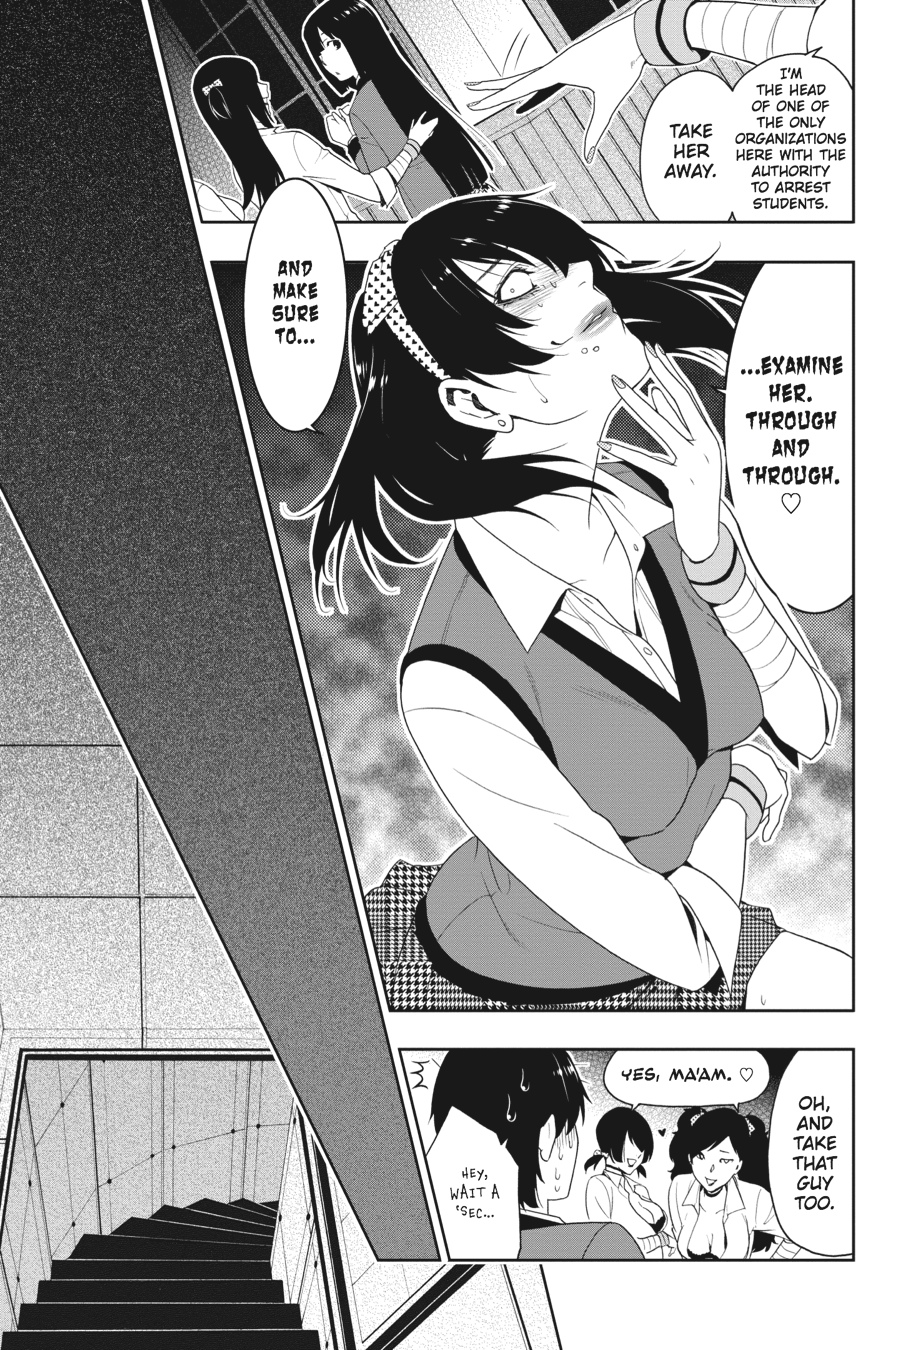 I'M
THE HEAD
OF ONE OF
THE ONLY
ORGANIZATIONS
HERE WITH THE
AUTHORITY
TO ARREST
STUDENTS.
TAKE
HER
AWAY.
AND
MAKE
SURE
TO...
...EXAMINE
HER.
THROUGH
AND
THROUGH.
♡
OH,
AND
TAKE
THAT
GUY
TOO.
YES, MA'AM. ♡
HEY,
WAIT A
'SEC...